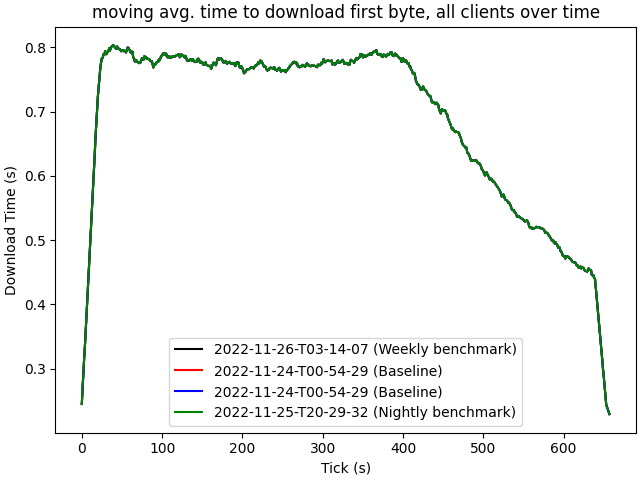 moving avg. time to download first byte, all clients over time
Download Time (s)
0.8
0.7
0.6
0.5
0.4
0.3
2022-11-26-T03-14-07 (Weekly benchmark)
2022-11-24-T00-54-29 (Baseline)
2022-11-24-T00-54-29 (Baseline)
2022-11-25-T20-29-32 (Nightly benchmark)
0 100 200 300 400 500 600
Tick (s)